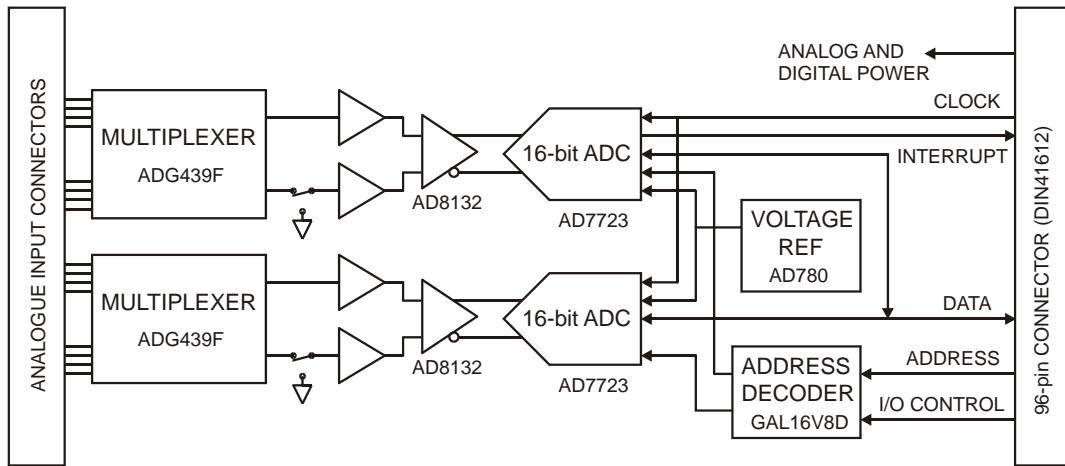 ANALOGUE INPUT CONNECTORS
MULTIPLEXER
ADG439F
AD8132
16-bit ADC
AD7723
ANALOG AND
DIGITAL POWER
CLOCK
INTERRUPT
VOLTAGE
REF
AD780
MULTIPLEXER
ADG439F
AD8132
16-bit ADC
AD7723
DATA
ADDRESS
DECODER
GAL16V8D
ADDRESS
I/O CONTROL
96-pin CONNECTOR (DIN41612)